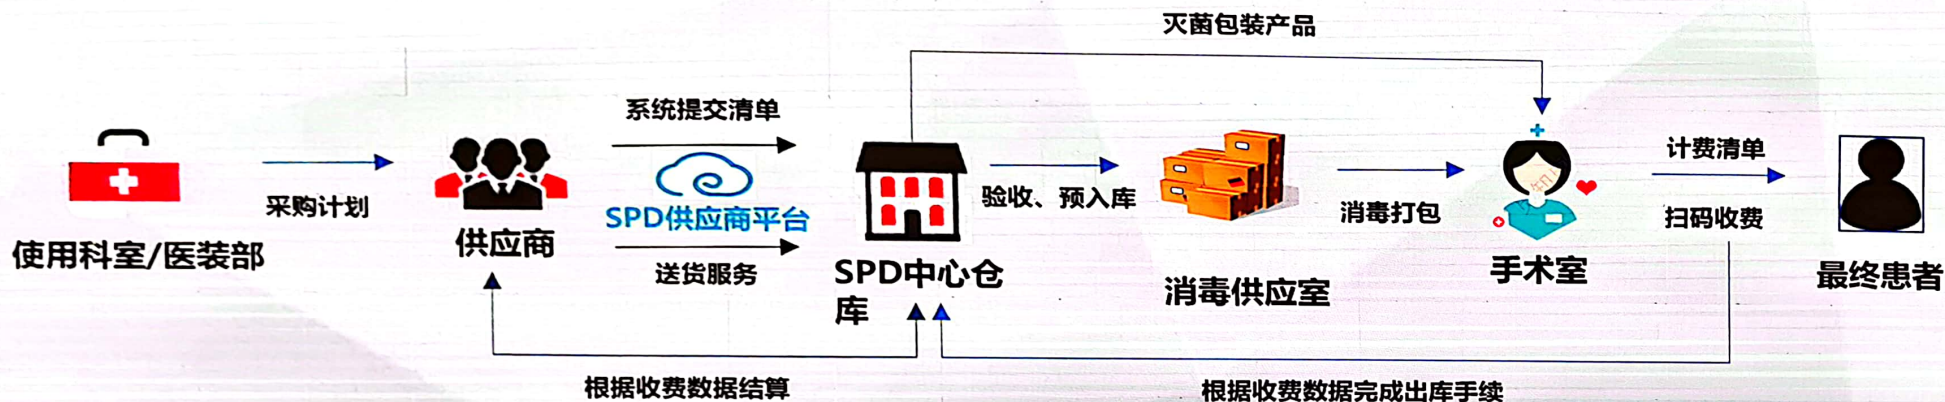 灭菌包装产品
系统提交清单
采购计划
SPD供应商平台
送货服务
验收、预入库
消毒打包
计费清单
扫码收费
使用科室/医装部
供应商
SPD中心仓
库
消毒供应室
手术室
最终患者
根据收费数据结算
根据收费数据完成出库手续